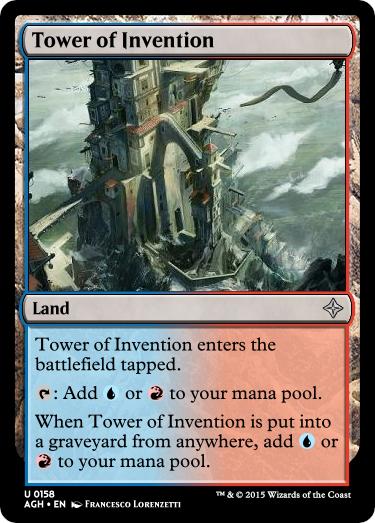 Tower of Invention
Land
Tower of Invention enters the
battlefield tapped.
: Add or to your mana pool.
When Tower of Invention is put into
a graveyard from anywhere, add or
to your mana pool.
U 0158
AGH • EN Francesco Lorenzetti
™ & © 2015 Wizards of the Coast